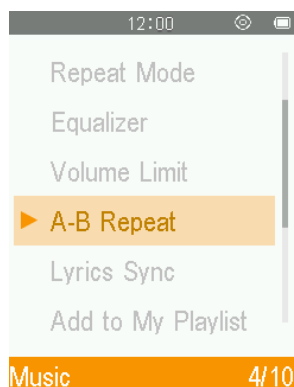 12:00
Repeat Mode
Equalizer
Volume Limit
A-B Repeat
Lyrics Sync
Add to My Playlist
Music 4/10